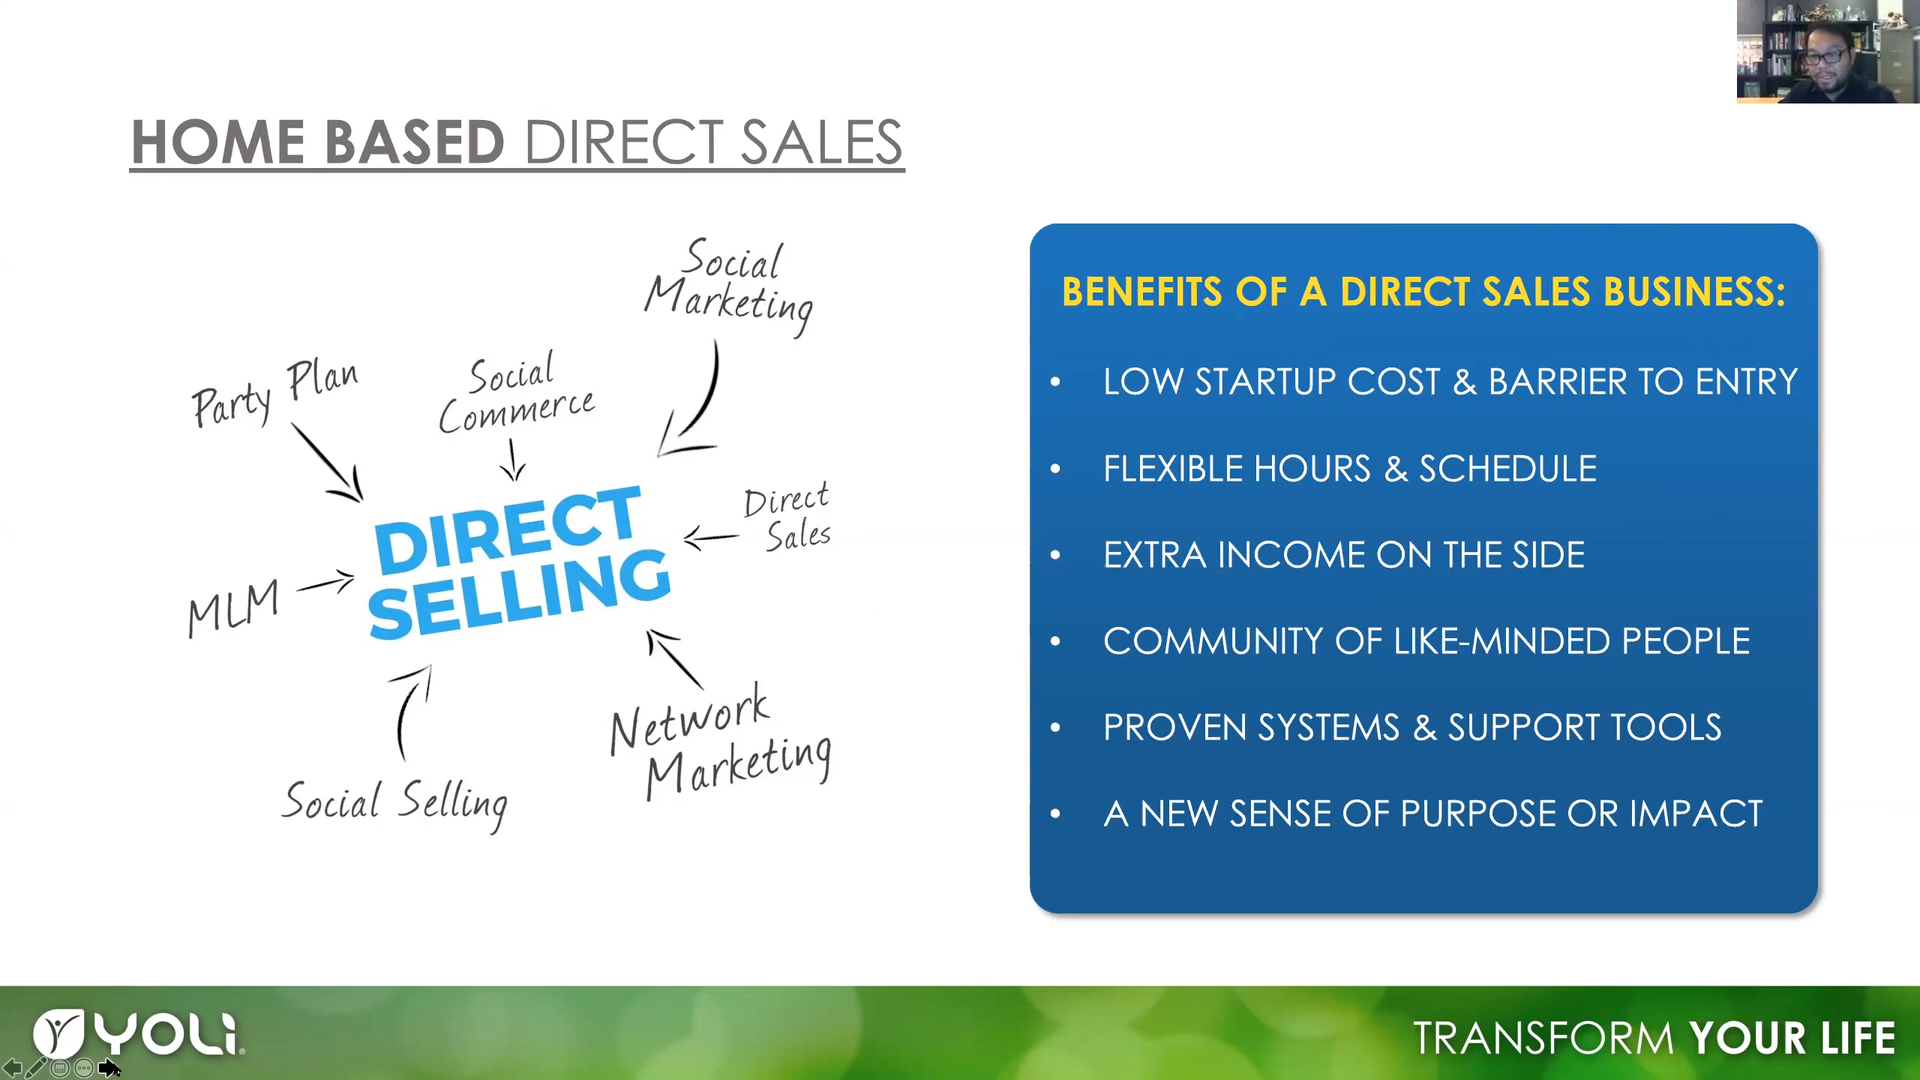 HOME BASED DIRECT SALES
Social
Marketing
Party Plan
Social
Commerce
DIRECT
SELLING
Direct
Sales
MLM
Network
Marketing
Social Selling
BENEFITS OF A DIRECT SALES BUSINESS:
• LOW STARTUP COST & BARRIER TO ENTRY
• FLEXIBLE HOURS & SCHEDULE
• EXTRA INCOME ON THE SIDE
• COMMUNITY OF LIKE-MINDED PEOPLE
• PROVEN SYSTEMS & SUPPORT TOOLS
• A NEW SENSE OF PURPOSE OR IMPACT
YOLi®
TRANSFORM YOUR LIFE